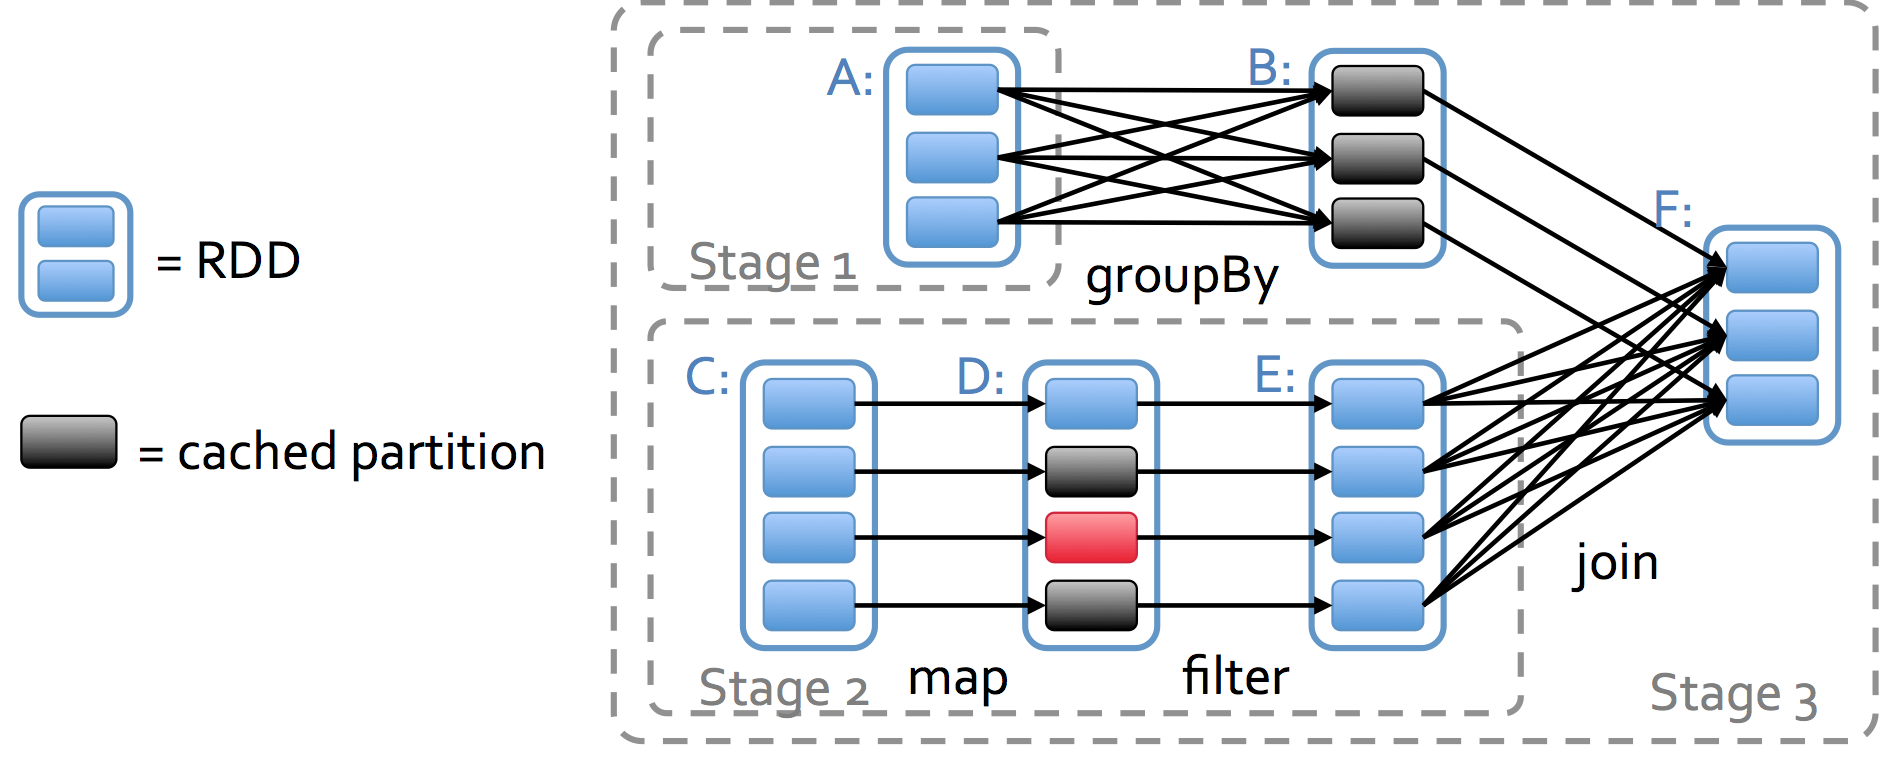 A:
B:
Stage 1
groupBy
F:
= RDD
C:
D:
E:
= cached partition
join
Stage 2
map
filter
Stage 3